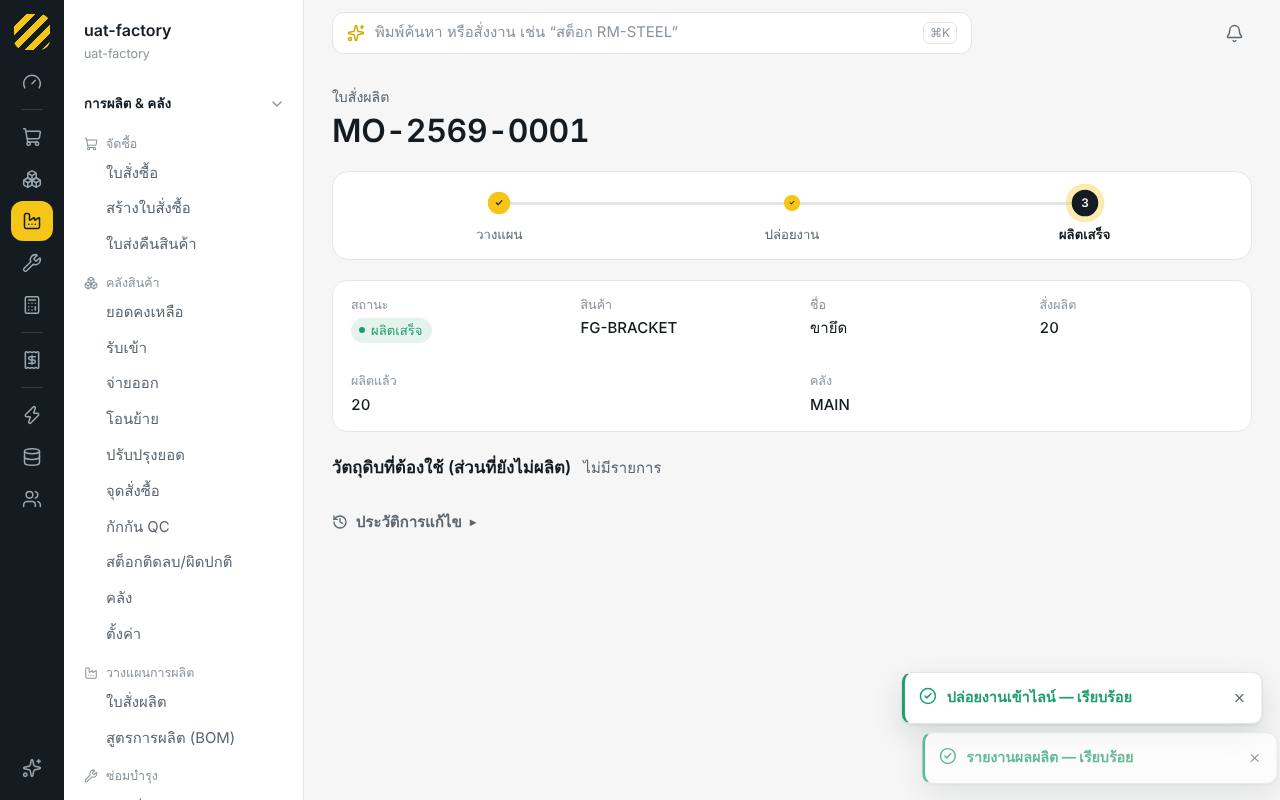 uat-factory
uat-factory
การผลิต & คลัง
จัดซื้อ
ใบสั่งซื้อ
สร้างใบสั่งซื้อ
ใบส่งคืนสินค้า
คลังสินค้า
ยอดคงเหลือ
รับเข้า
จ่ายออก
โอนย้าย
ปรับปรุงยอด
จุดสั่งซื้อ
กักกัน QC
สต็อกติดลบ/ผิดปกติ
คลัง
ตั้งค่า
วางแผนการผลิต
ใบสั่งผลิต
สูตรการผลิต (BOM)
ซ่อมบำรุง
พิมพ์ค้นหา หรือสั่งงาน เช่น “สต็อก RM-STEEL”
⌘K
ใบสั่งผลิต
MO-2569-0001
3
วางแผน
ปล่อยงาน
ผลิตเสร็จ
สถานะ
ผลิตเสร็จ
สินค้า
FG-BRACKET
ชื่อ
ขายึด
สั่งผลิต
20
ผลิตแล้ว
20
คลัง
MAIN
วัตถุดิบที่ต้องใช้ (ส่วนที่ยังไม่ผลิต) ไม่มีรายการ
ประวัติการแก้ไข ▸
ปล่อยงานเข้าไลน์ — เรียบร้อย ×
รายงานผลผลิต — เรียบร้อย ×